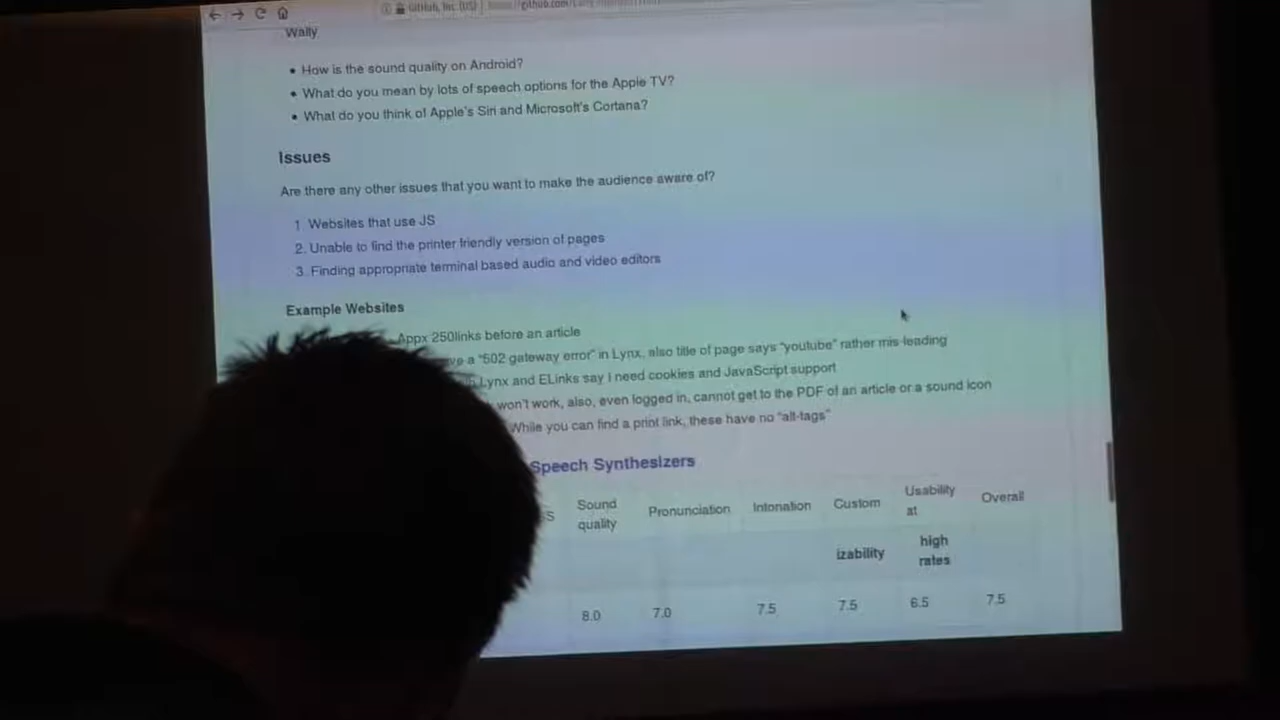 GitHub, Inc. (US)
github.com
Wally
• How is the sound quality on Android?
• What do you mean by lots of speech options for the Apple TV?
• What do you think of Apple's Siri and Microsoft's Cortana?
Issues
Are there any other issues that you want to make the audience aware of?
1. Websites that use JS
2. Unable to find the printer friendly version of pages
3. Finding appropriate terminal based audio and video editors
Example Websites
Appx 250links before an article
a "502 gateway error" in Lynx, also title of page says "youtube" rather mis-leading
Lynx and ELinks say I need cookies and JavaScript support
won't work, also, even logged in, cannot get to the PDF of an article or a sound icon
While you can find a print link, these have no "alt-tags"
Speech Synthesizers
S Sound quality Pronunciation Intonation Custom Usability at Overall
izability high rates
8.0 7.0 7.5 7.5 6.5 7.5